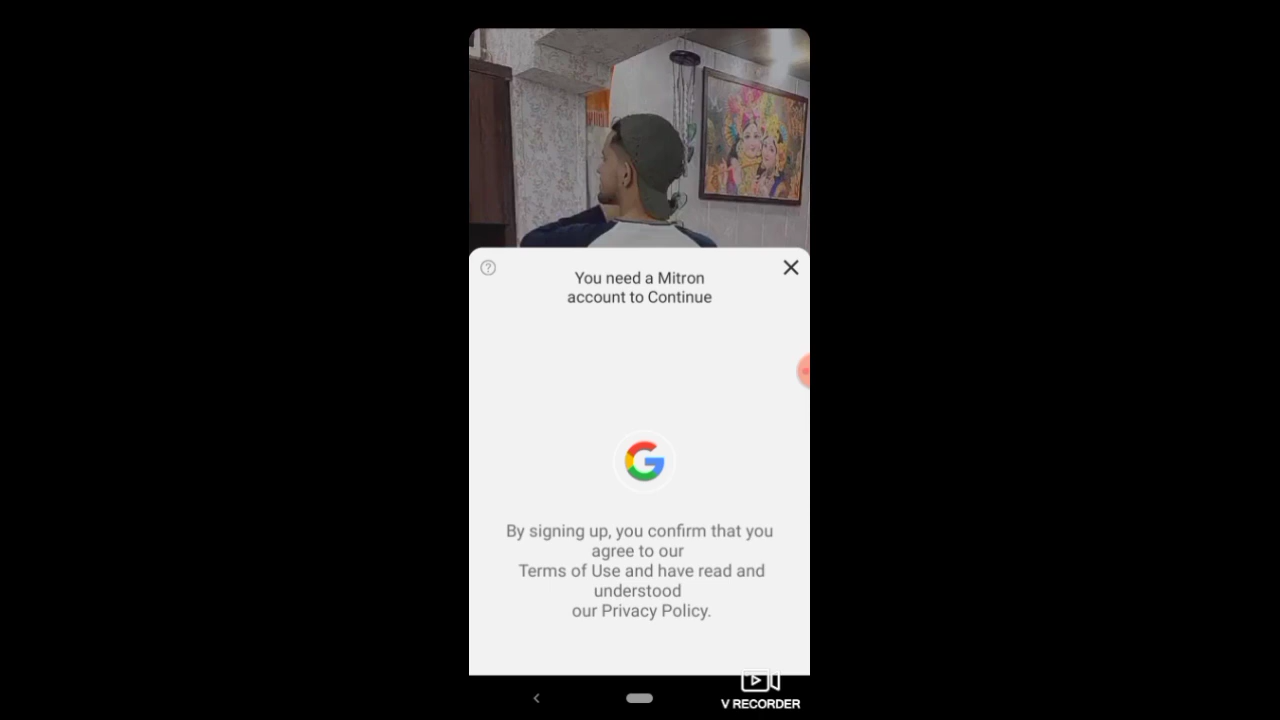 You need a Mitron
account to Continue
By signing up, you confirm that you
agree to our
Terms of Use and have read and
understood
our Privacy Policy.
V RECORDER